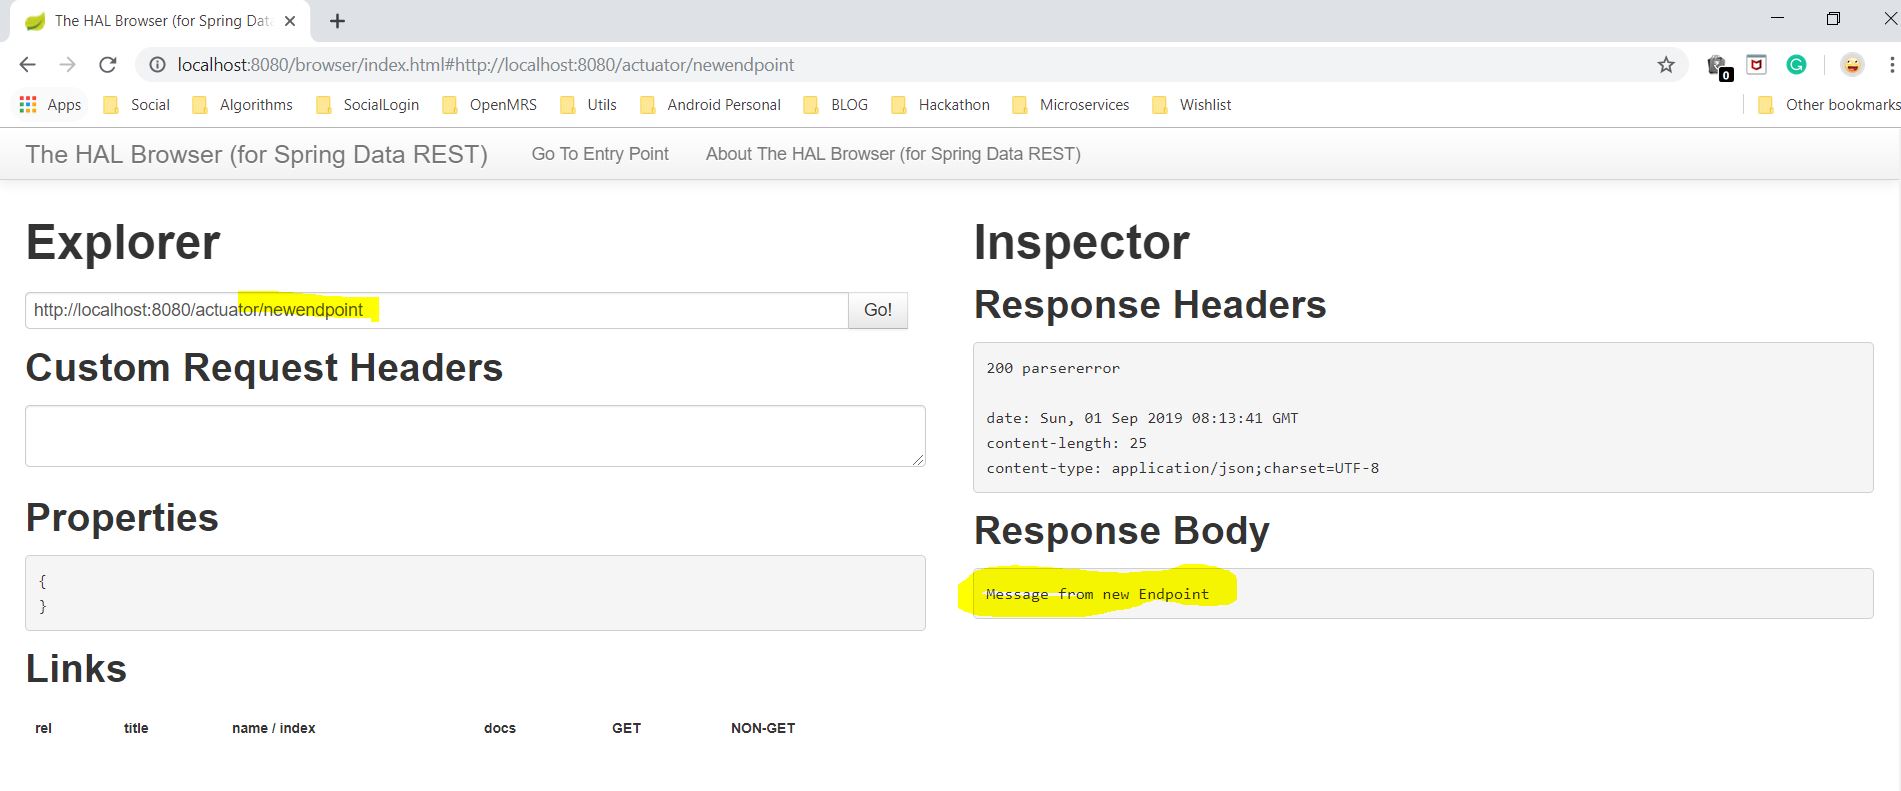 The HAL Browser (for Spring Data
localhost:8080/browser/index.html#http://localhost:8080/actuator/newendpoint
0
Apps Social Algorithms SocialLogin OpenMRS Utils Android Personal BLOG Hackathon Microservices Wishlist Other bookmarks
The HAL Browser (for Spring Data REST) Go To Entry Point About The HAL Browser (for Spring Data REST)
Explorer
http://localhost:8080/actuator/newendpoint Go!
Custom Request Headers
Properties
{
}
Links
rel title name / index docs GET NON-GET
Inspector
Response Headers
200 parsererror
date: Sun, 01 Sep 2019 08:13:41 GMT
content-length: 25
content-type: application/json;charset=UTF-8
Response Body
Message from new Endpoint